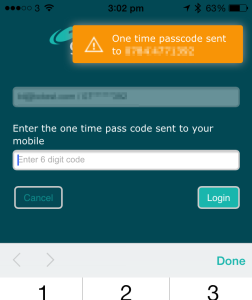 3
3:02 pm
63%
One time passcode sent
to
Enter the one time pass code sent to your
mobile
Enter 6 digit code
Cancel
Login
Done
1 2 3